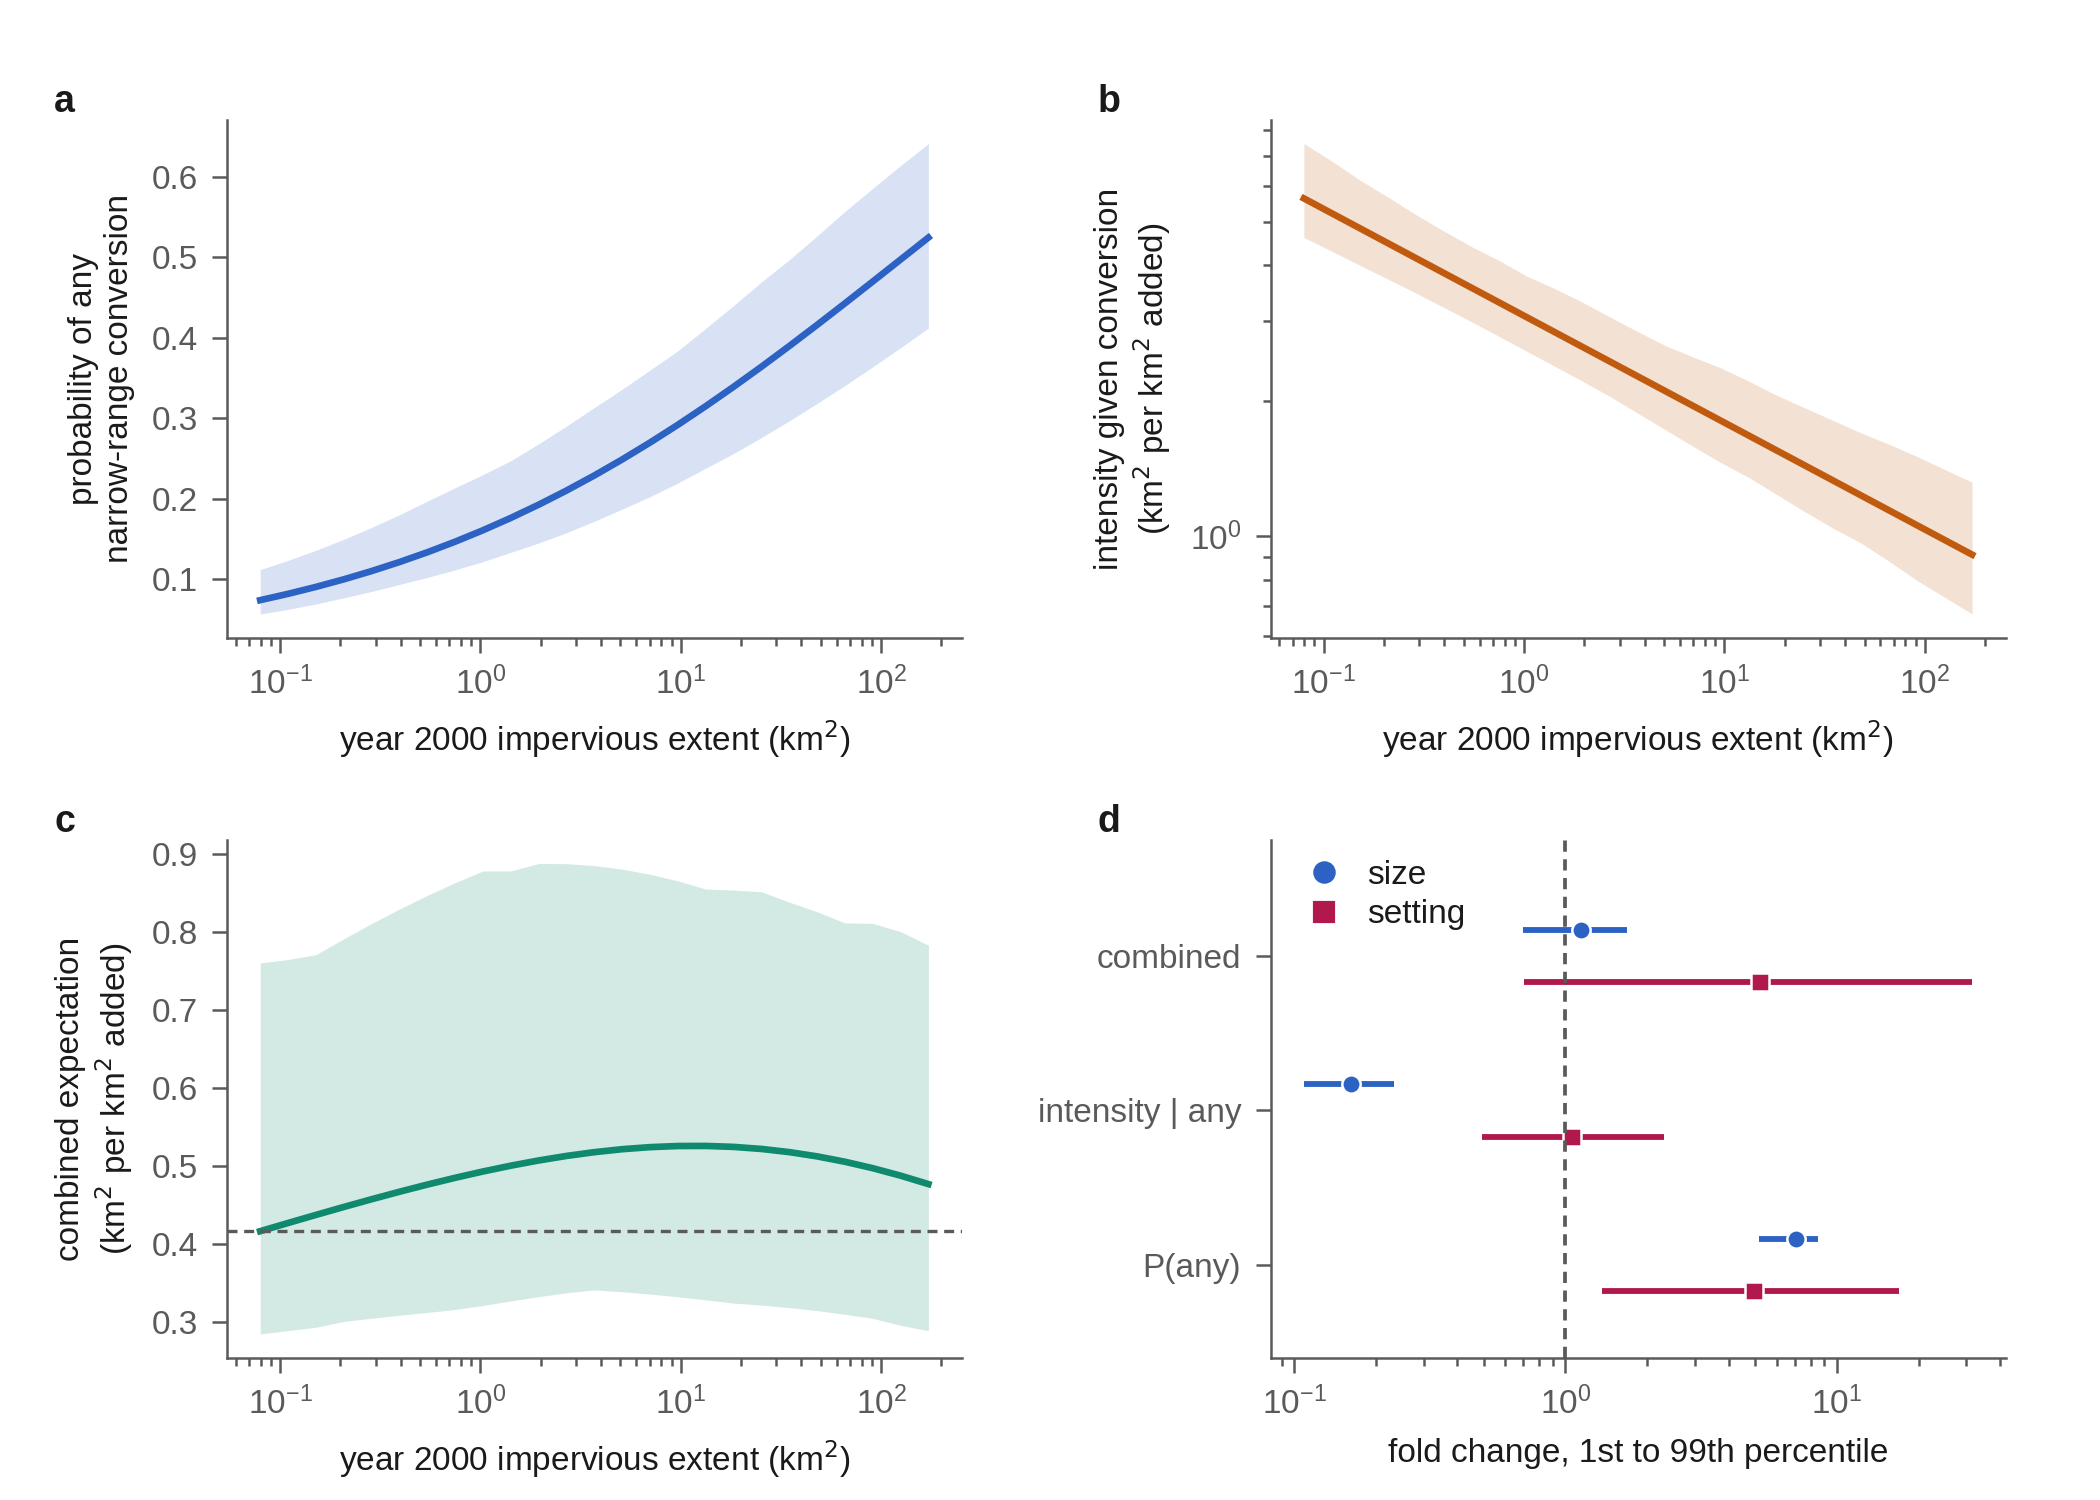 a
probability of any
narrow-range conversion
0.6
0.5
0.4
0.3
0.2
0.1
10⁻¹
10⁰
10¹
10²
year 2000 impervious extent (km²)
b
intensity given conversion
(km² per km² added)
10⁰
10⁻¹
10⁰
10¹
10²
year 2000 impervious extent (km²)
c
combined expectation
(km² per km² added)
0.9
0.8
0.7
0.6
0.5
0.4
0.3
10⁻¹
10⁰
10¹
10²
year 2000 impervious extent (km²)
d
size
setting
combined
intensity | any
P(any)
10⁻¹
10⁰
10¹
fold change, 1st to 99th percentile